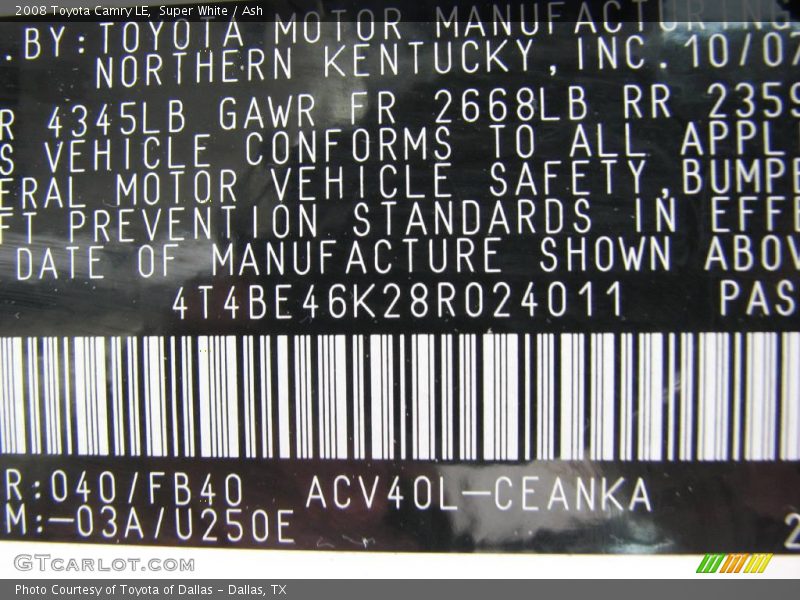 2008 Toyota Camry LE, Super White / Ash
.BY:TOYOTA MOTOR MANUFACTURING
NORTHERN KENTUCKY,INC. 10/07
R 4345LB GAWR FR 2668LB RR 2359
S VEHICLE CONFORMS TO ALL APPL
ERAL MOTOR VEHICLE SAFETY,BUMPE
FT PREVENTION STANDARDS IN EFFE
DATE OF MANUFACTURE SHOWN ABOV
4T4BE46K28R024011 PAS
R:040/FB40 ACV40L-CEANKA
M:-03A/U250E 2
GTCARLOT.COM
Photo Courtesy of Toyota of Dallas - Dallas, TX